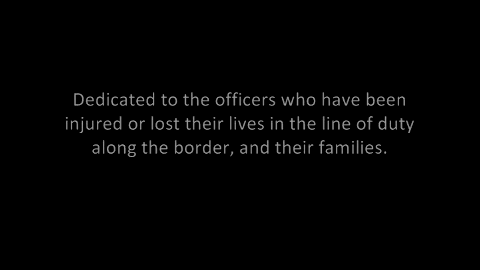 Dedicated to the officers who have been
injured or lost their lives in the line of duty
along the border, and their families.